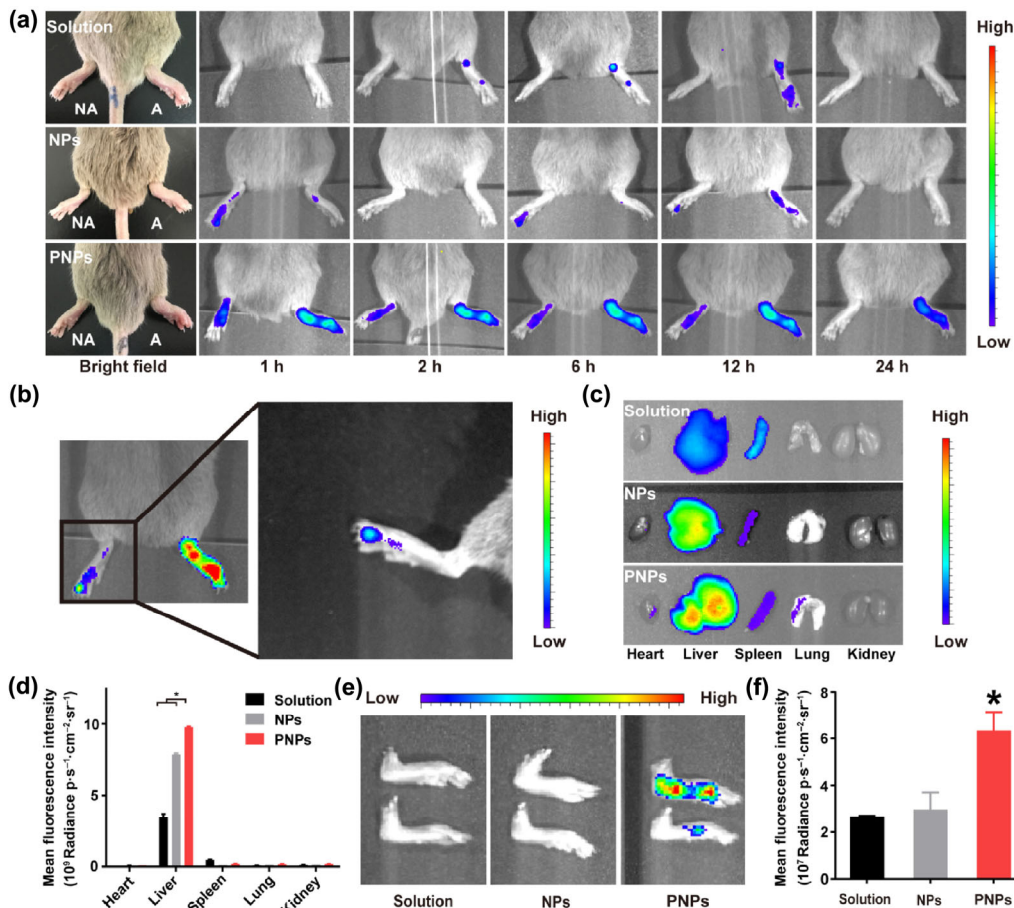 (a)
Solution
NA
A
NPs
NA
A
PNPs
NA
A
Bright field
1 h
2 h
6 h
12 h
24 h
High
Low
(b)
High
Low
(c)
Solution
NPs
PNPs
Heart
Liver
Spleen
Lung
Kidney
High
Low
(d)
Mean fluorescence intensity
(10⁹ Radiance p·s⁻¹·cm⁻²·sr⁻¹)
10
5
0
*
Solution
NPs
PNPs
Heart
Liver
Spleen
Lung
Kidney
(e)
Low
High
Solution
NPs
PNPs
(f)
Mean fluorescence intensity
(10⁷ Radiance p·s⁻¹·cm⁻²·sr⁻¹)
8
6
4
2
0
*
Solution
NPs
PNPs